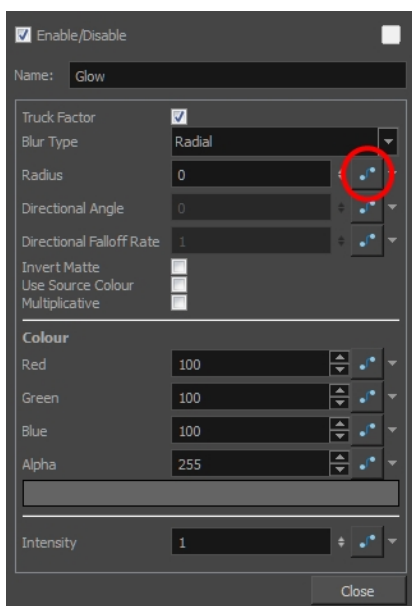 Enable/Disable
Name: Glow
Truck Factor
Blur Type Radial
Radius 0
Directional Angle 0
Directional Falloff Rate 1
Invert Matte
Use Source Colour
Multiplicative
Colour
Red 100
Green 100
Blue 100
Alpha 255
Intensity 1
Close